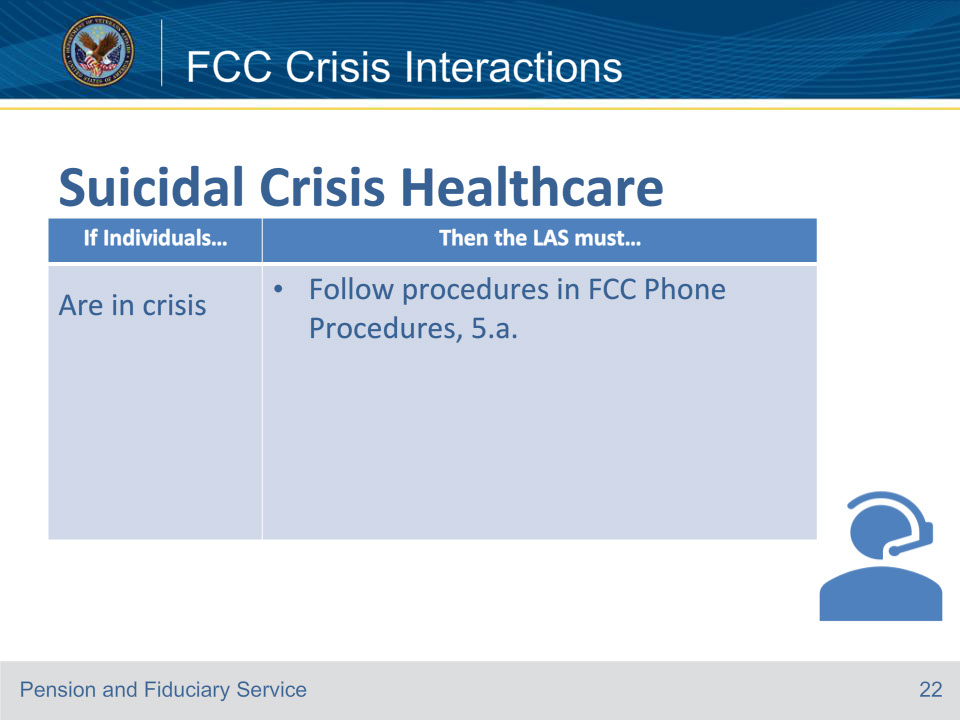 FCC Crisis Interactions
Suicidal Crisis Healthcare
If Individuals...
Then the LAS must...
Are in crisis
• Follow procedures in FCC Phone
Procedures, 5.a.
Pension and Fiduciary Service
22